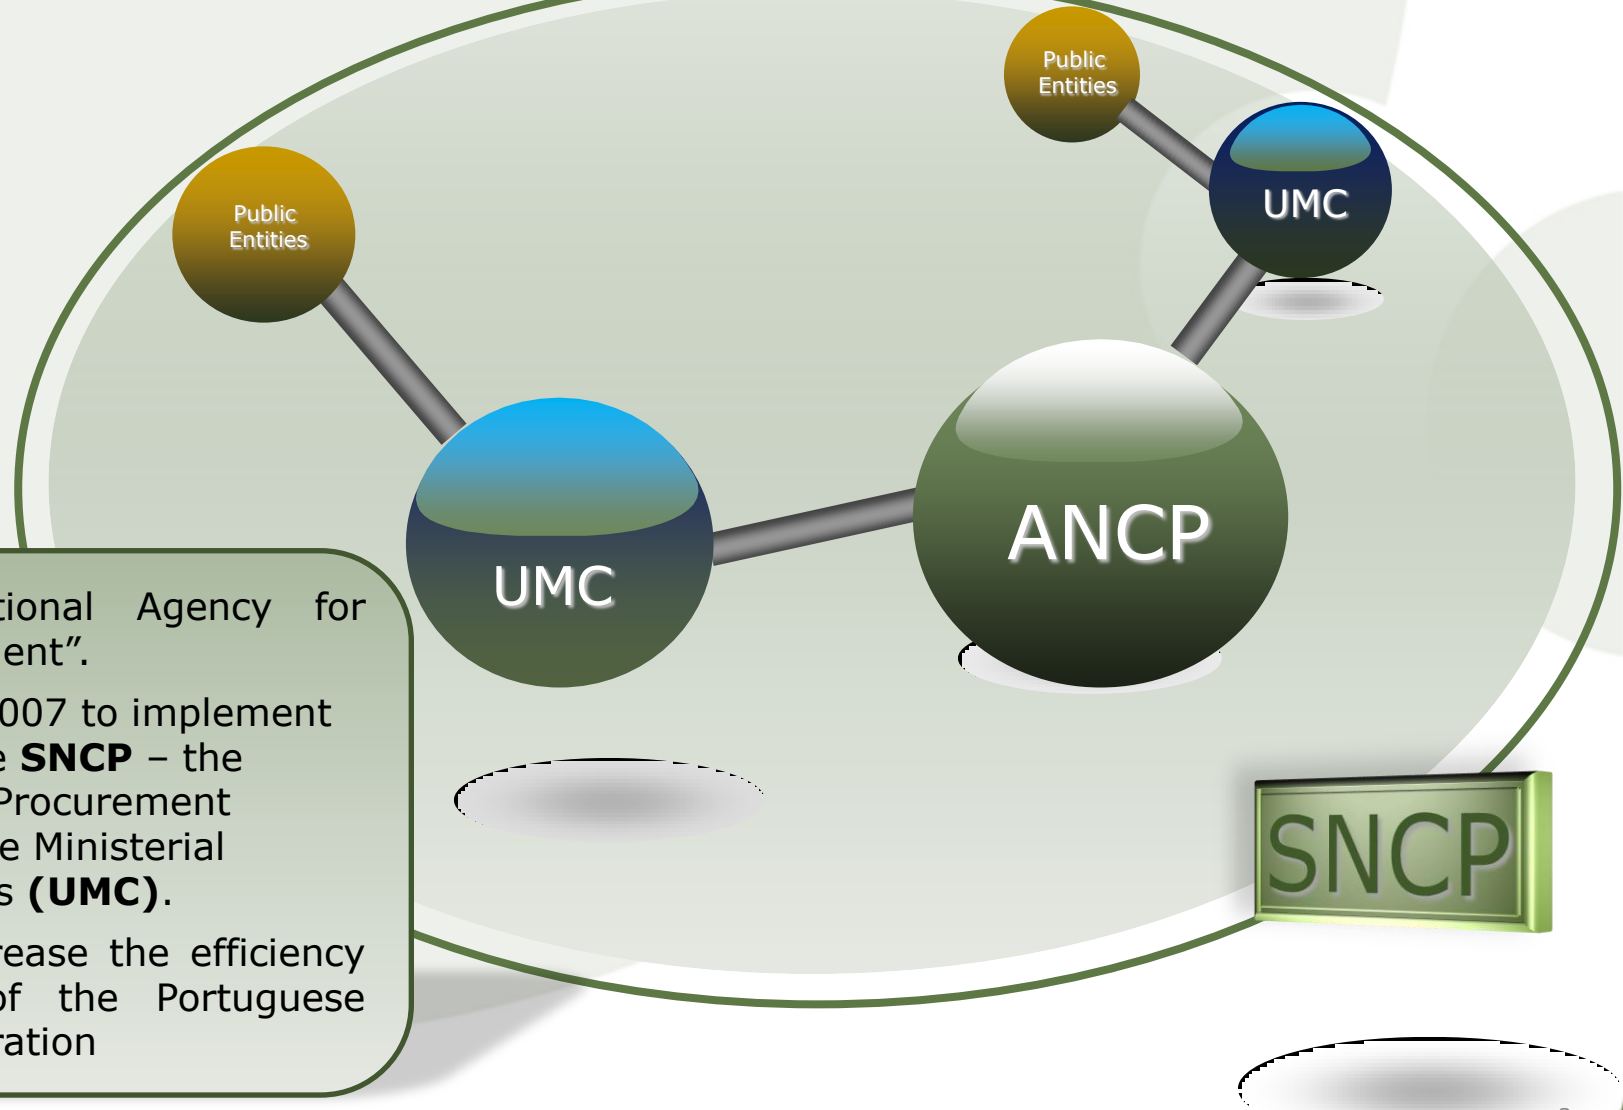 Public
Entities
Public
Entities
UMC
UMC
ANCP
tional Agency for
ent”.
007 to implement
e SNCP – the
Procurement
e Ministerial
s (UMC).
rease the efficiency
of the Portuguese
ration
SNCP